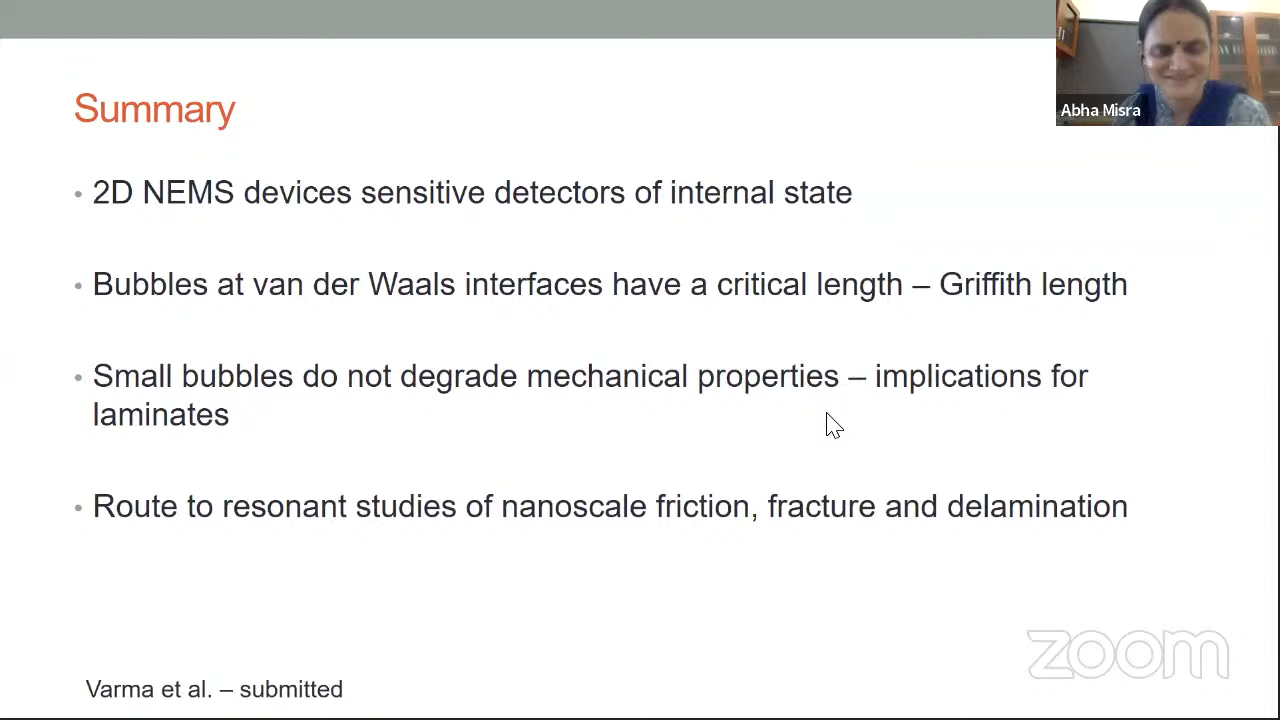 Abha Misra
Summary
• 2D NEMS devices sensitive detectors of internal state
• Bubbles at van der Waals interfaces have a critical length – Griffith length
• Small bubbles do not degrade mechanical properties – implications for
laminates
• Route to resonant studies of nanoscale friction, fracture and delamination
zoom
Varma et al. – submitted